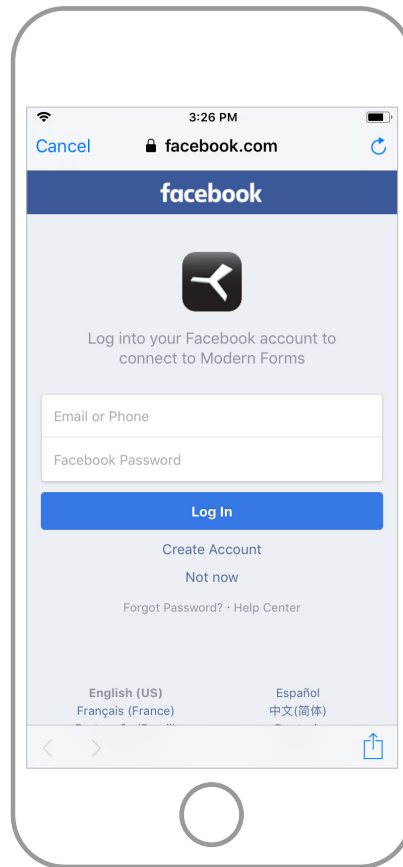 3:26 PM
Cancel facebook.com
facebook
Log into your Facebook account to
connect to Modern Forms
Email or Phone
Facebook Password
Log In
Create Account
Not now
Forgot Password? · Help Center
English (US) Español
Français (France) 中文(简体)